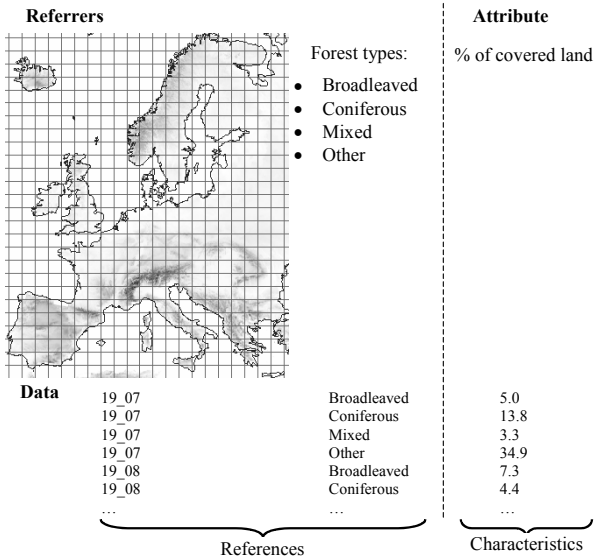 Referrers
Attribute
Forest types:
% of covered land
• Broadleaved
• Coniferous
• Mixed
• Other
Data
19_07 Broadleaved 5.0
19_07 Coniferous 13.8
19_07 Mixed 3.3
19_07 Other 34.9
19_08 Broadleaved 7.3
19_08 Coniferous 4.4
… … …
References
Characteristics